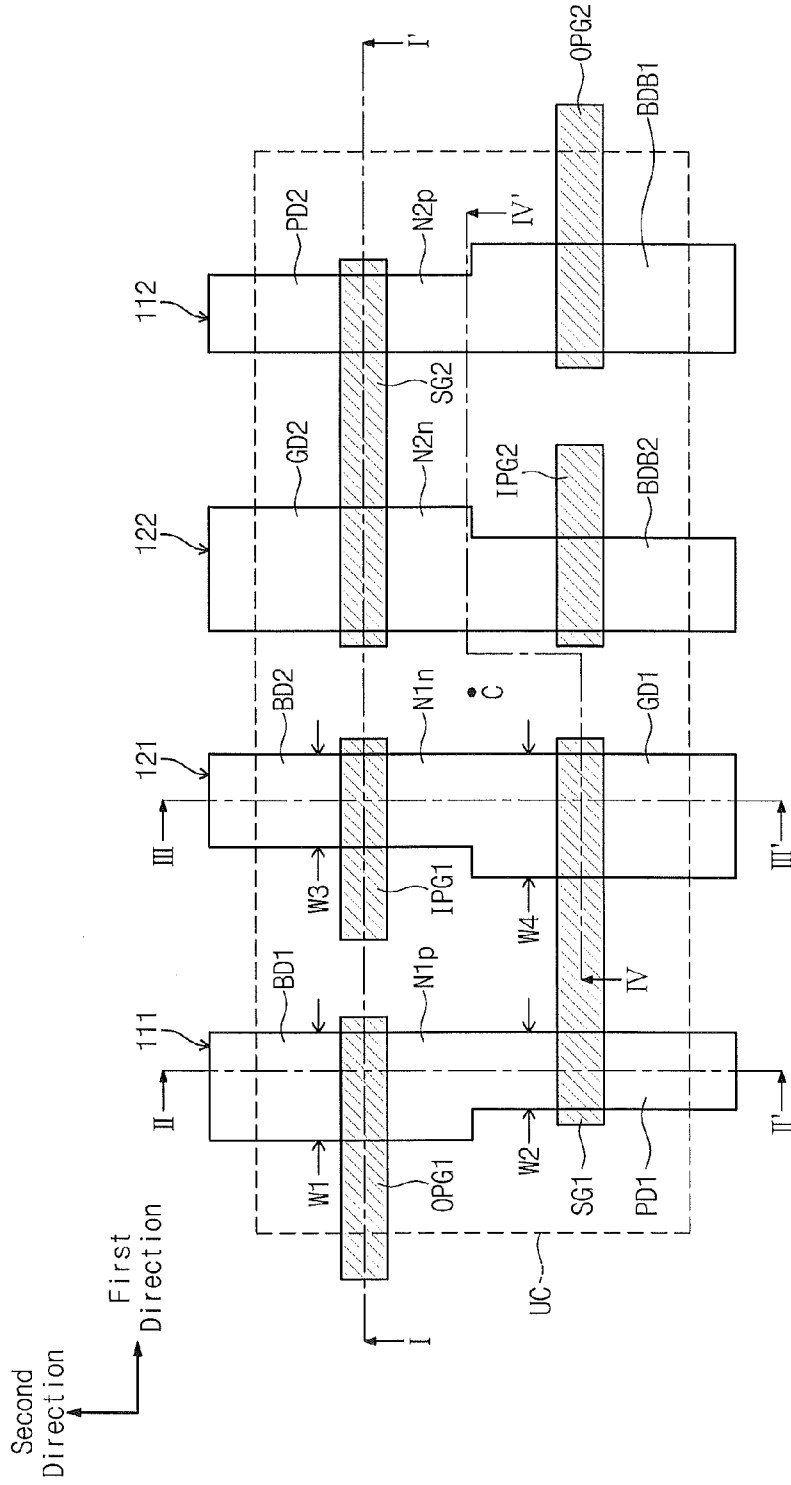 Second
Direction
First
Direction
111
121
122
112
II
III
BD1
BD2
GD2
PD2
W1
W3
I
I'
OPG1
IPG1
SG2
N1p
N1n
N2n
N2p
C
IV'
W2
W4
IPG2
OPG2
IV
UC
SG1
PD1
GD1
BDB2
BDB1
II'
III'